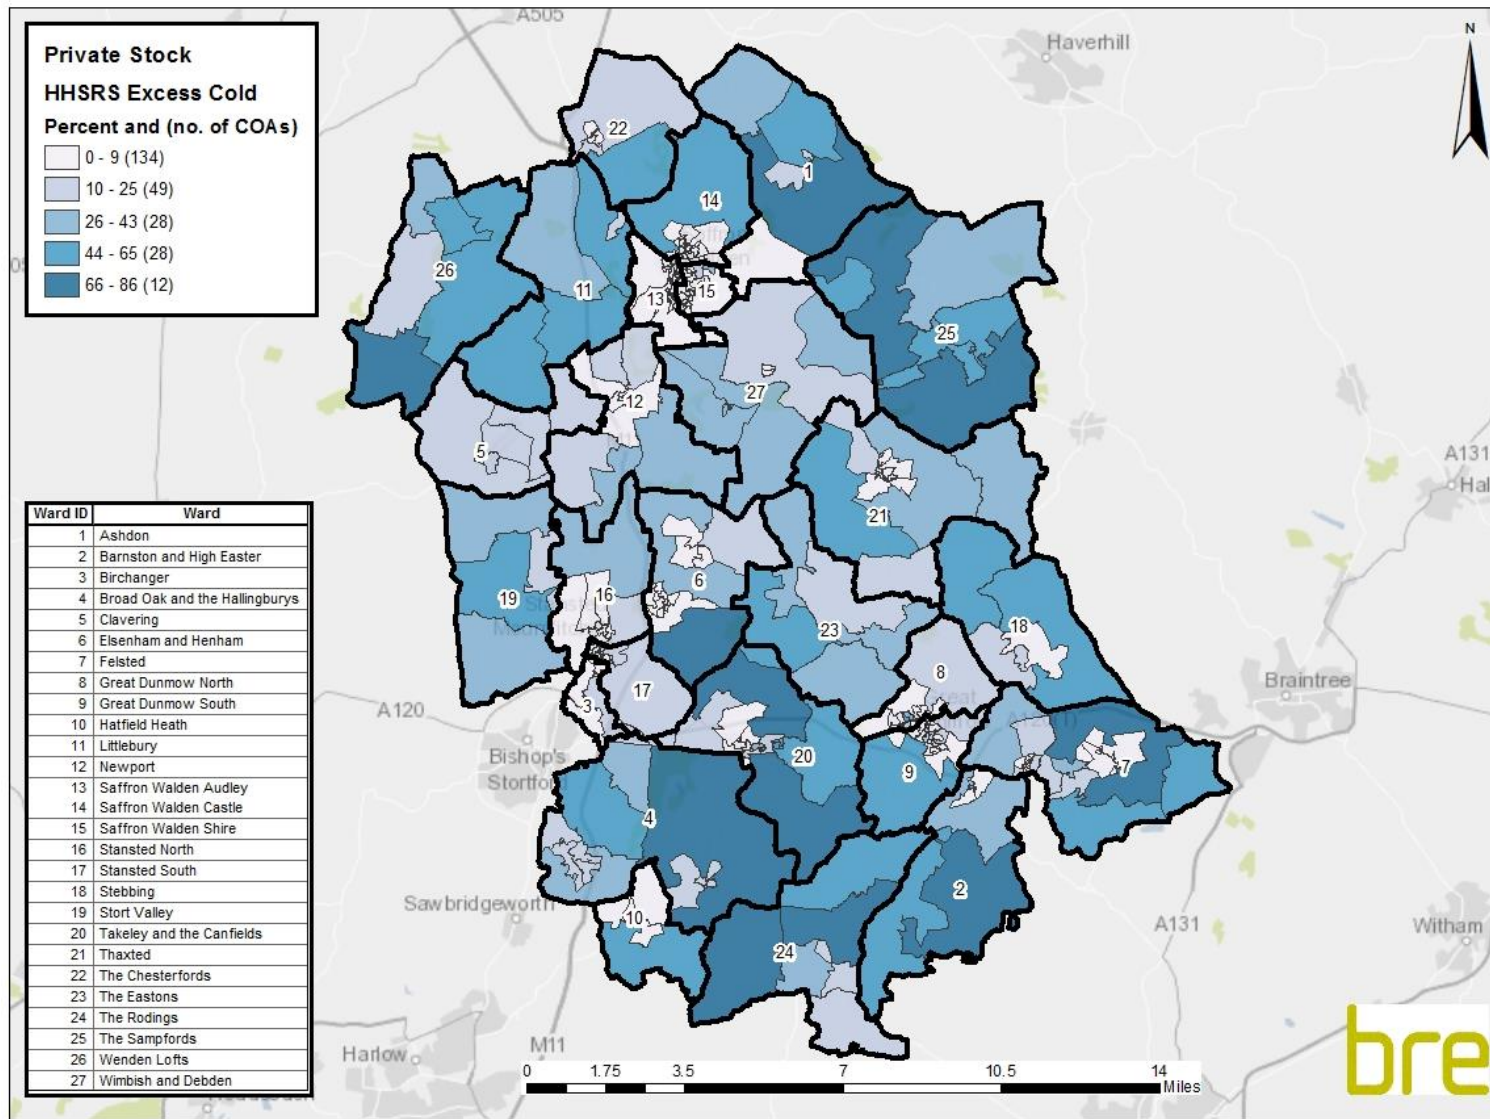 A505
Haverhill
N
Private Stock
HHSRS Excess Cold
Percent and (no. of COAs)
0 - 9 (134)
10 - 25 (49)
26 - 43 (28)
44 - 65 (28)
66 - 86 (12)
22
1
14
26
11
13
15
25
12
27
5
21
A131
6
19
16
23
18
8
17
3
A120
Braintree
Bishop's
Stortford
20
9
7
4
2
Sawbridgeworth
10
A131
Witham
24
Harlow
M11
Ward ID Ward
1 Ashdon
2 Barnston and High Easter
3 Birchanger
4 Broad Oak and the Hallingburys
5 Clavering
6 Elsenham and Henham
7 Felsted
8 Great Dunmow North
9 Great Dunmow South
10 Hatfield Heath
11 Littlebury
12 Newport
13 Saffron Walden Audley
14 Saffron Walden Castle
15 Saffron Walden Shire
16 Stansted North
17 Stansted South
18 Stebbing
19 Stort Valley
20 Takeley and the Canfields
21 Thaxted
22 The Chesterfords
23 The Eastons
24 The Rodings
25 The Sampfords
26 Wenden Lofts
27 Wimbish and Debden
0 1.75 3.5 7 10.5 14
Miles
bre